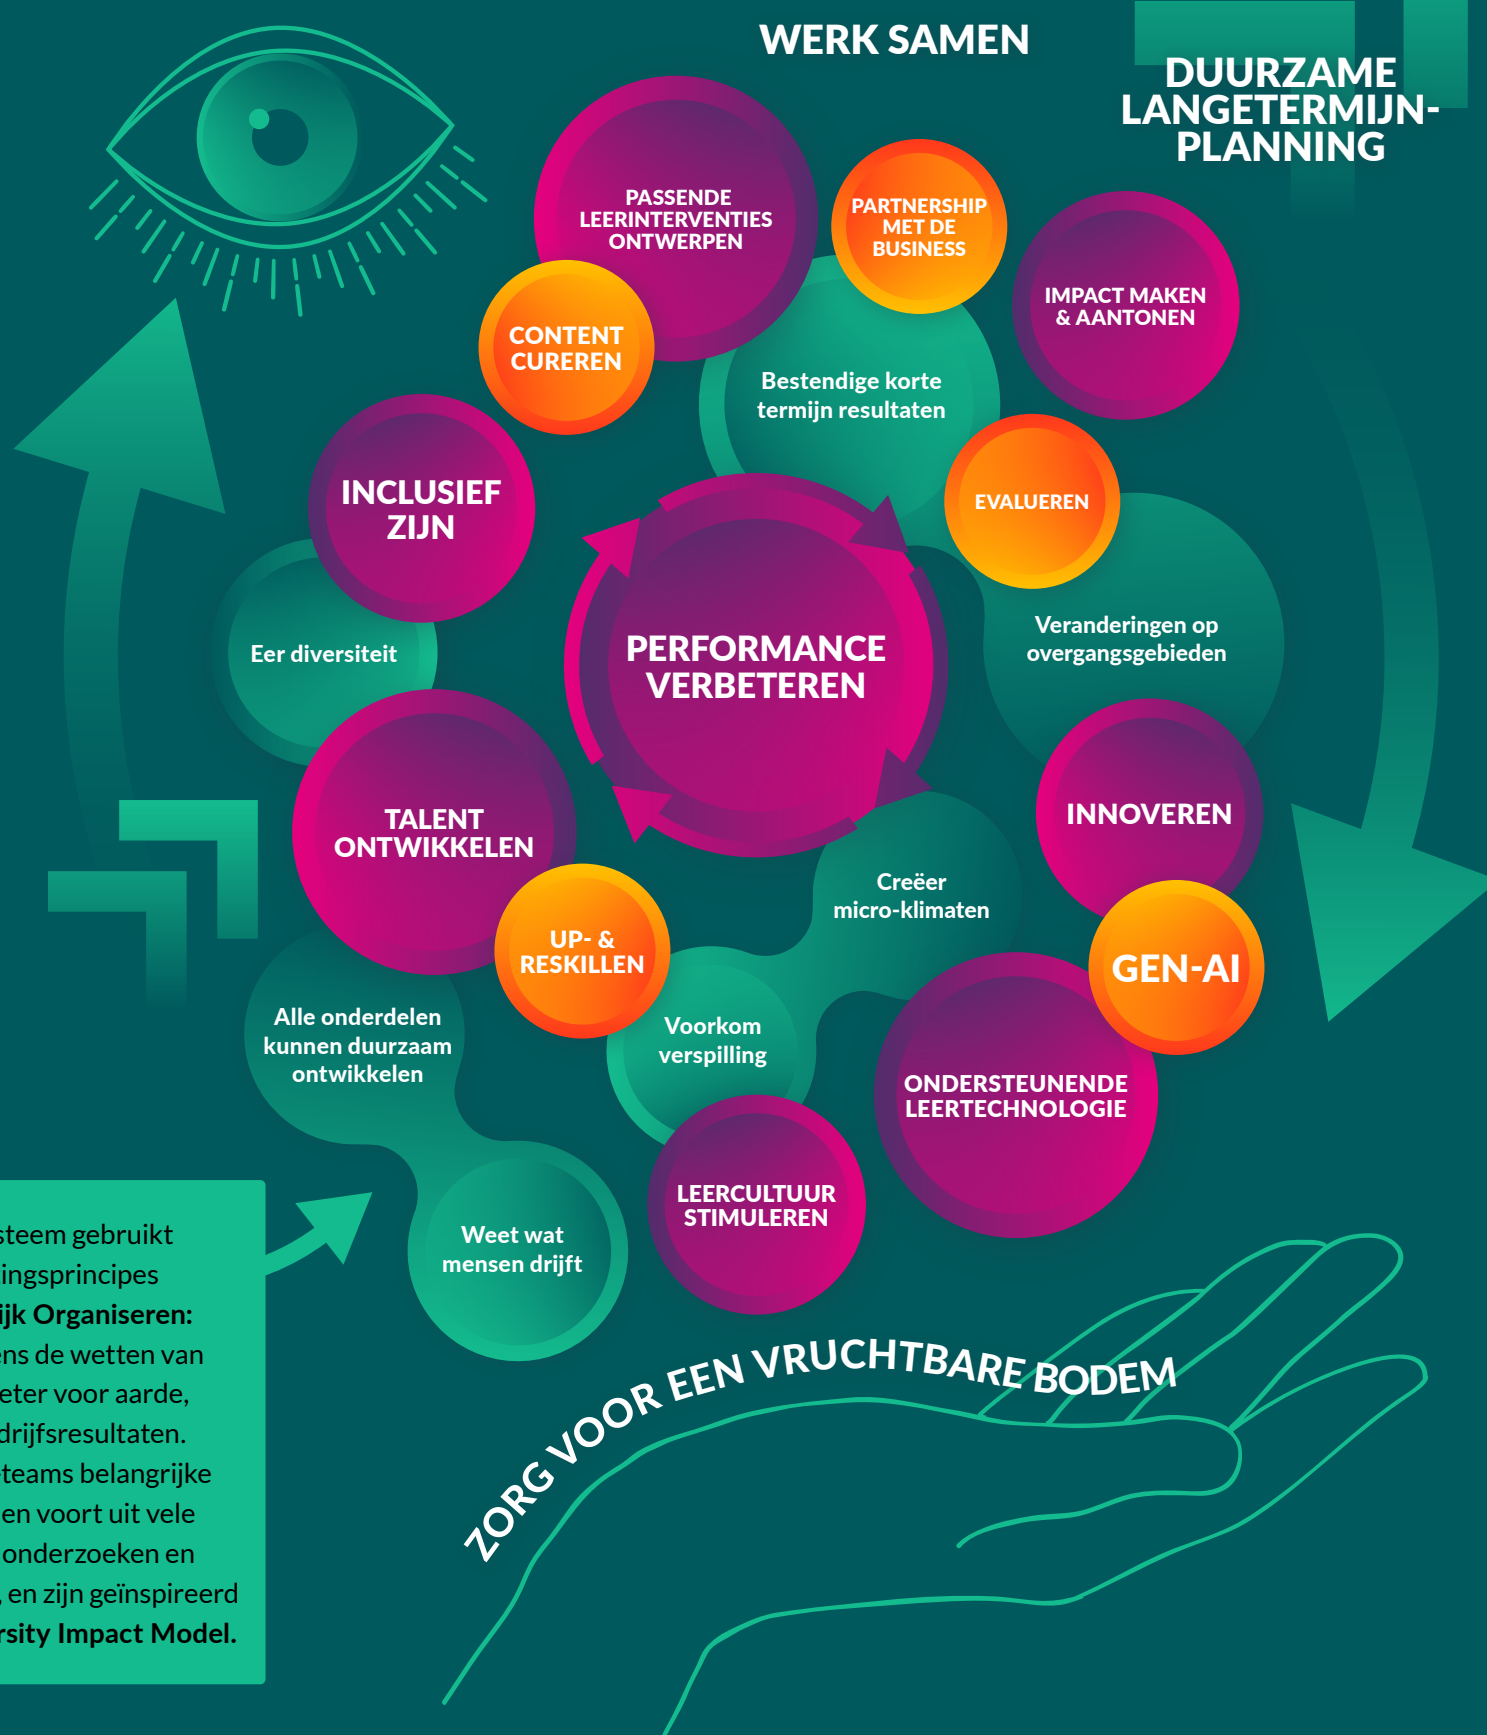 WERK SAMEN
DUURZAME
LANGETERMIJN-
PLANNING
PASSENDE
LEERINTERVENTIES
ONTWERPEN
PARTNERSHIP
MET DE
BUSINESS
IMPACT MAKEN
& AANTONEN
CONTENT
CUREREN
Bestendige korte
termijn resultaten
INCLUSIEF
ZIJN
EVALUEREN
Eer diversiteit
PERFORMANCE
VERBETEREN
Veranderingen op
overgangsgebieden
TALENT
ONTWIKKELEN
INNOVEREN
Creëer
micro-klimaten
UP- &
RESKILLEN
GEN-AI
Alle onderdelen
kunnen duurzaam
ontwikkelen
Voorkom
verspilling
ONDERSTEUNENDE
LEERTECHNOLOGIE
LEERCULTUUR
STIMULEREN
Weet wat
mensen drijft
steem gebruikt
tingsprincipes
ijk Organiseren:
ens de wetten van
eter voor aarde,
drijfsresultaten.
teams belangrijke
en voort uit vele
onderzoeken en
, en zijn geïnspireerd
rsity Impact Model.
ZORG VOOR EEN VRUCHTBARE BODEM